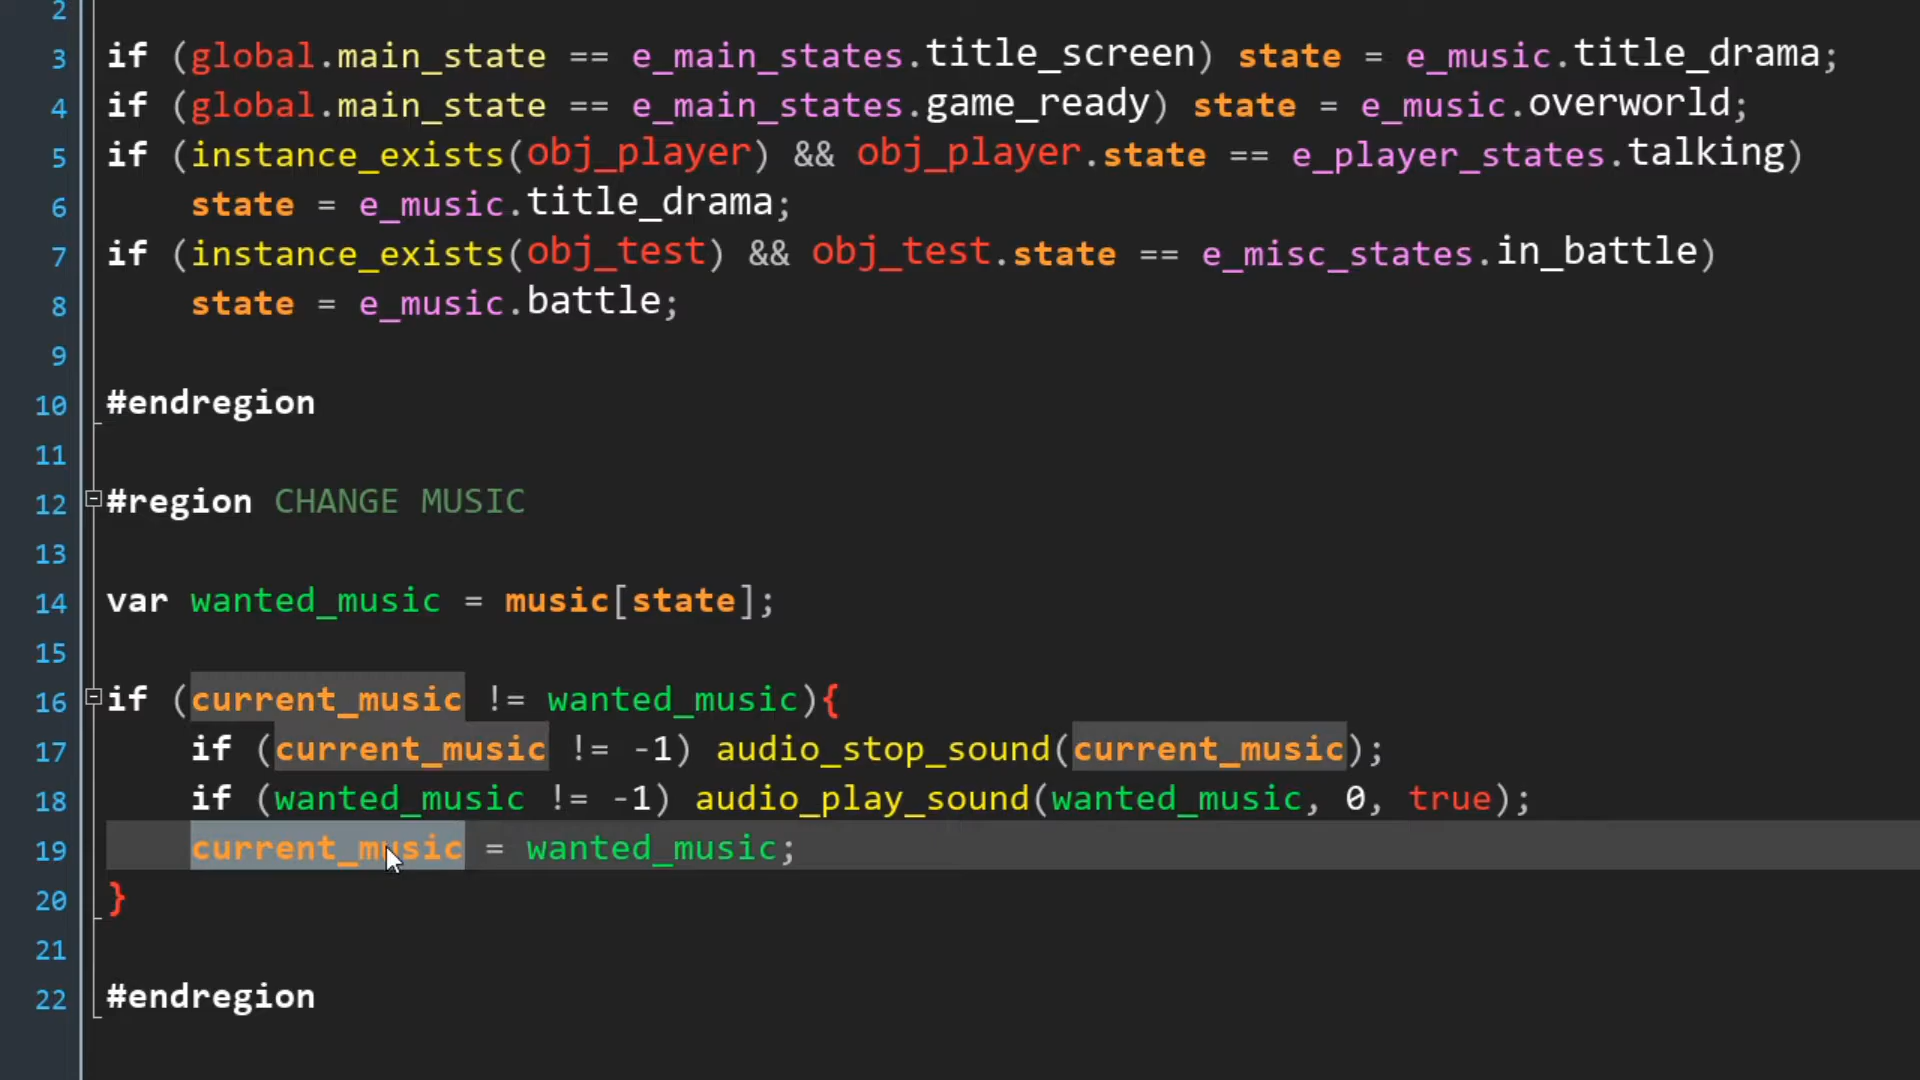 2
3 if (global.main_state == e_main_states.title_screen) state = e_music.title_drama;
4 if (global.main_state == e_main_states.game_ready) state = e_music.overworld;
5 if (instance_exists(obj_player) && obj_player.state == e_player_states.talking)
6 state = e_music.title_drama;
7 if (instance_exists(obj_test) && obj_test.state == e_misc_states.in_battle)
8 state = e_music.battle;
9
10 #endregion
11
12 #region CHANGE MUSIC
13
14 var wanted_music = music[state];
15
16 if (current_music != wanted_music){
17 if (current_music != -1) audio_stop_sound(current_music);
18 if (wanted_music != -1) audio_play_sound(wanted_music, 0, true);
19 current_music = wanted_music;
20 }
21
22 #endregion